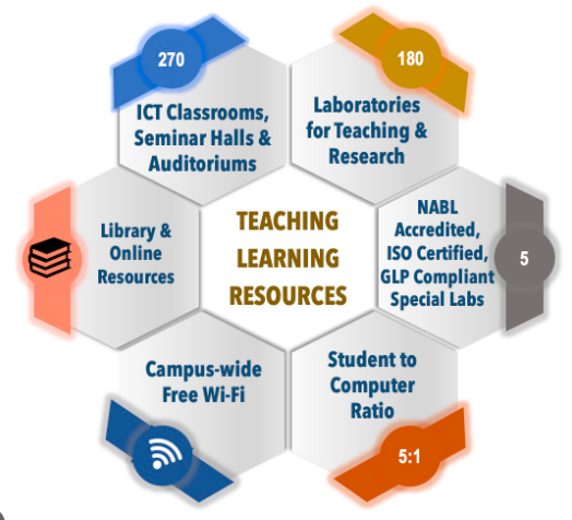 270
ICT Classrooms,
Seminar Halls &
Auditoriums
180
Laboratories
for Teaching &
Research
Library &
Online
Resources
TEACHING
LEARNING
RESOURCES
NABL
Accredited,
ISO Certified,
GLP Compliant
Special Labs
5
Campus-wide
Free Wi-Fi
Student to
Computer
Ratio
5:1